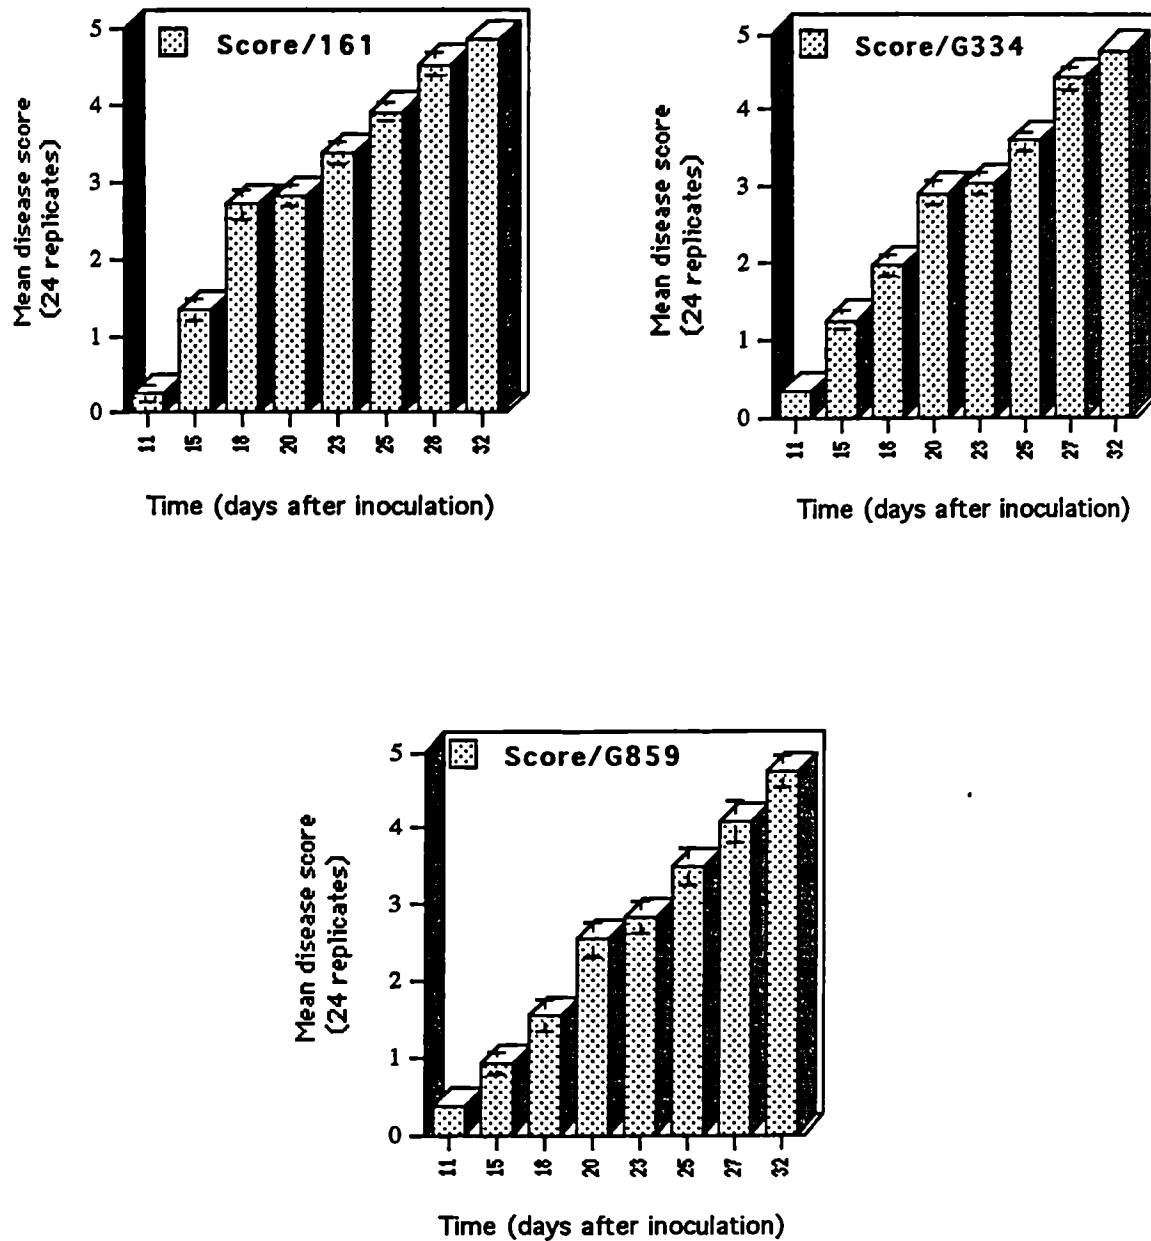 Score/161
Mean disease score
(24 replicates)
5
4
3
2
1
0
11 15 18 20 23 25 28 32
Time (days after inoculation)
Score/G334
Mean disease score
(24 replicates)
5
4
3
2
1
0
11 15 18 20 23 25 27 32
Time (days after inoculation)
Score/G859
Mean disease score
(24 replicates)
5
4
3
2
1
0
11 15 18 20 23 25 27 32
Time (days after inoculation)